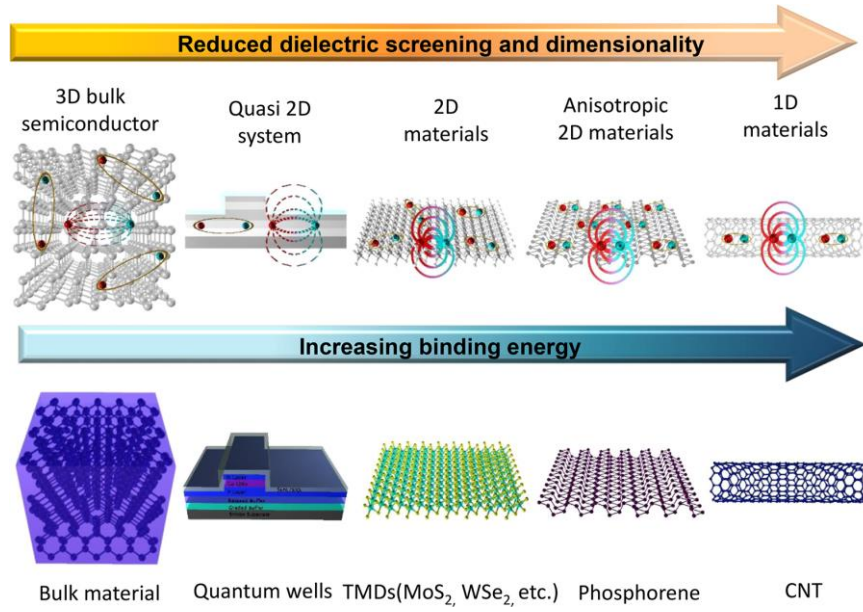 Reduced dielectric screening and dimensionality
3D bulk
semiconductor
Quasi 2D
system
2D
materials
Anisotropic
2D materials
1D
materials
Increasing binding energy
Bulk material
Quantum wells
TMDs(MoS₂, WSe₂, etc.)
Phosphorene
CNT